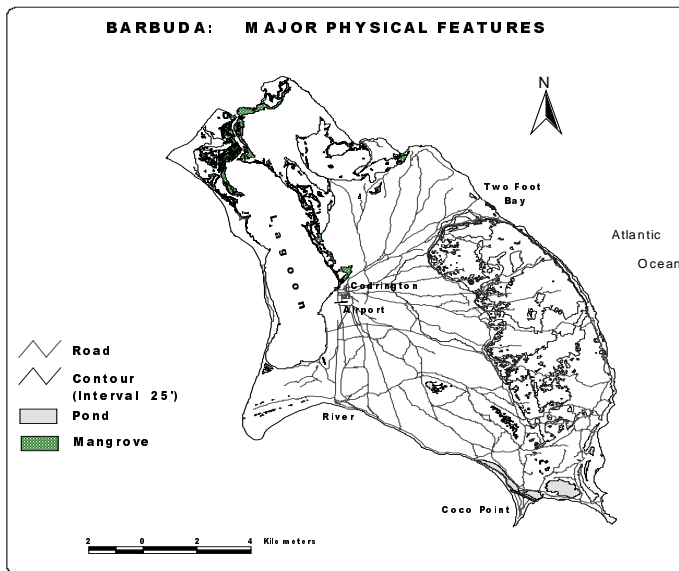 BARBUDA: MAJOR PHYSICAL FEATURES
N
Two Foot
Bay
Atlantic
Ocean
Lagoon
Codrington
Airport
Road
Contour
(Interval 25')
Pond
Mangrove
River
Coco Point
2 0 2 4 Kilometers